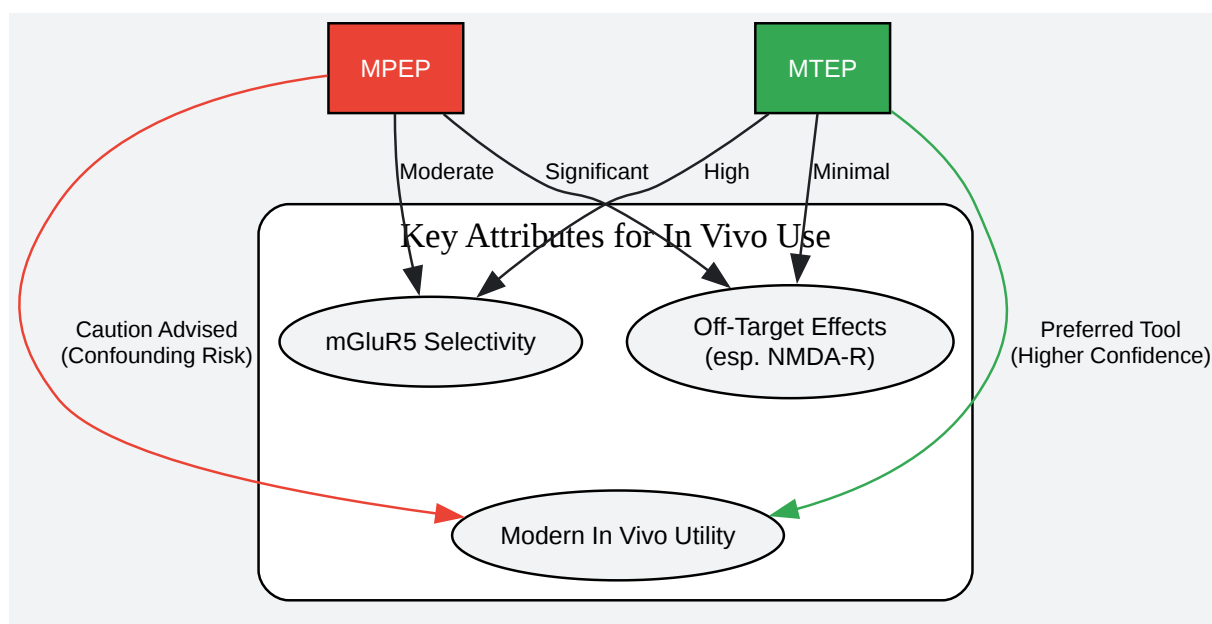 MPEP
MTEP
Moderate
Significant
High
Minimal
Key Attributes for In Vivo Use
Caution Advised
(Confounding Risk)
mGluR5 Selectivity
Off-Target Effects
(esp. NMDA-R)
Preferred Tool
(Higher Confidence)
Modern In Vivo Utility